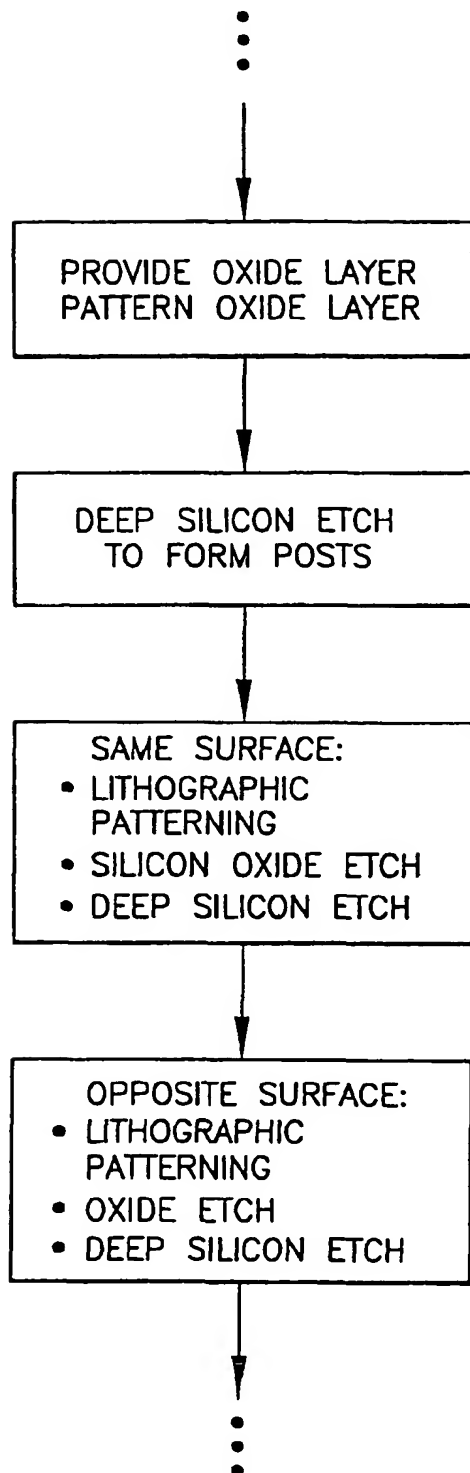 PROVIDE OXIDE LAYER
PATTERN OXIDE LAYER
DEEP SILICON ETCH
TO FORM POSTS
SAME SURFACE:
• LITHOGRAPHIC
PATTERNING
• SILICON OXIDE ETCH
• DEEP SILICON ETCH
OPPOSITE SURFACE:
• LITHOGRAPHIC
PATTERNING
• OXIDE ETCH
• DEEP SILICON ETCH